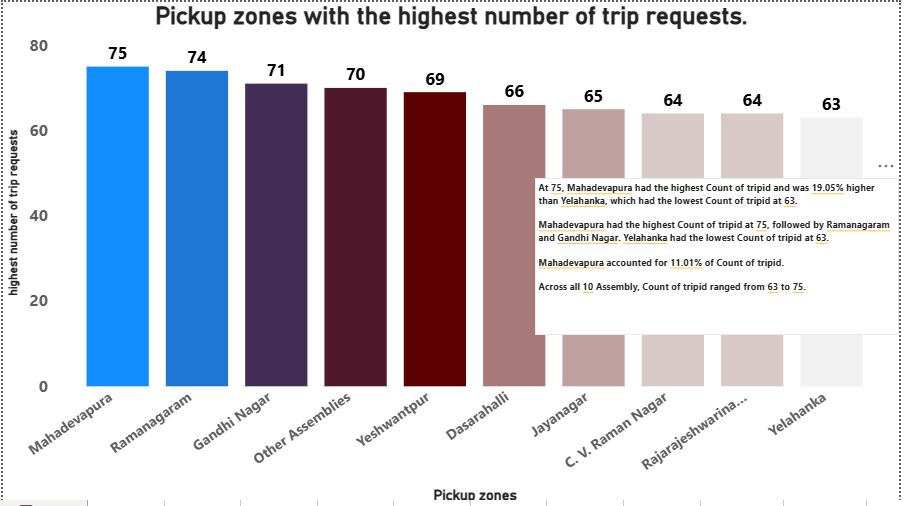 Pickup zones with the highest number of trip requests.
highest number of trip requests
80
60
40
20
0
75
74
71
70
69
66
65
64
64
63
...
At 75, Mahadevapura had the highest Count of tripid and was 19.05% higher
than Yelahanka, which had the lowest Count of tripid at 63.
Mahadevapura had the highest Count of tripid at 75, followed by Ramanagaram
and Gandhi Nagar. Yelahanka had the lowest Count of tripid at 63.
Mahadevapura accounted for 11.01% of Count of tripid.
Across all 10 Assembly, Count of tripid ranged from 63 to 75.
Mahadevapura
Ramanagaram
Gandhi Nagar
Other Assemblies
Yeshwantpur
Dasarahalli
Jayanagar
C. V. Raman Nagar
Rajarajeshwarina...
Yelahanka
Pickup zones